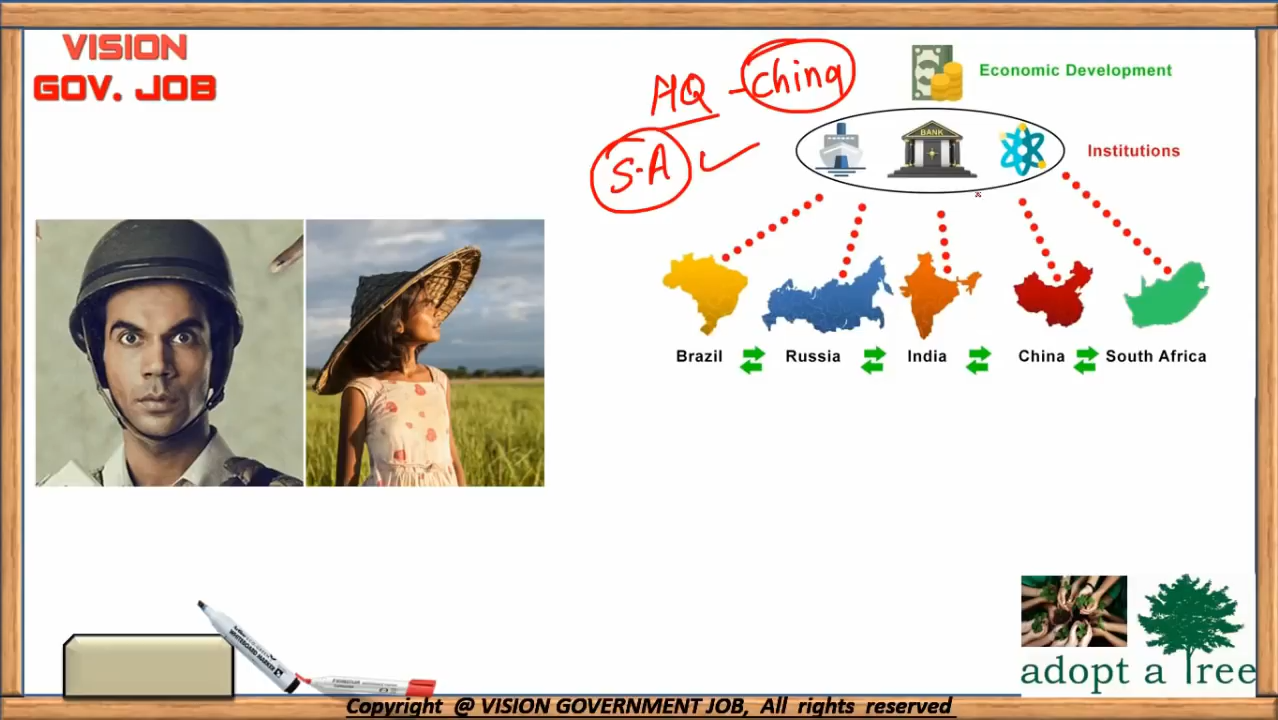 VISION
GOV. JOB
HQ - China
S.A
Economic Development
BANK
Institutions
Brazil
Russia
India
China
South Africa
adopt a Tree
Copyright @ VISION GOVERNMENT JOB, All rights reserved